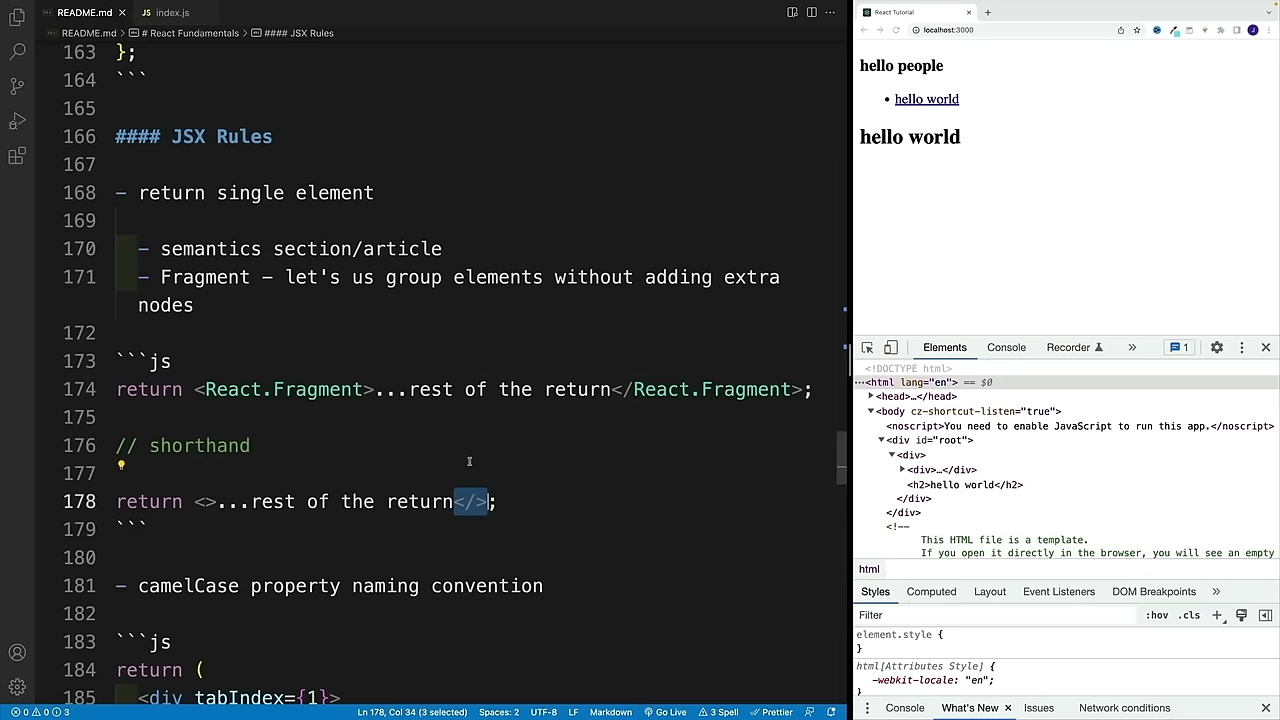 README.md
index.js
README.md > # React Fundamentals > #### JSX Rules
163 };
164 ```
165
166 #### JSX Rules
167
168 - return single element
169
170 - semantics section/article
171 - Fragment - let's us group elements without adding extra
nodes
172
173 ```js
174 return <React.Fragment>...rest of the return</React.Fragment>;
175
176 // shorthand
177
178 return <>...rest of the return</>;
179 ```
180
181 - camelCase property naming convention
182
183 ```js
184 return (
185 <div tabIndex={1}>
0 0 3
Ln 178, Col 34 (3 selected)
Spaces: 2
UTF-8
LF
Markdown
Go Live
3 Spell
Prettier
React Tutorial
localhost:3000
J
hello people
• hello world
hello world
Elements
Console
Recorder
1
<!DOCTYPE html>
<html lang="en"> == $0
<head>…</head>
<body cz-shortcut-listen="true">
<noscript>You need to enable JavaScript to run this app.</noscript>
<div id="root">
<div>
<div>…</div>
<h2>hello world</h2>
</div>
</div>
<!--
This HTML file is a template.
If you open it directly in the browser, you will see an empty
html
Styles
Computed
Layout
Event Listeners
DOM Breakpoints
Filter
:hov .cls
element.style {
}
html[Attributes Style] {
-webkit-locale: "en";
}
Console
What's New
Issues
Network conditions